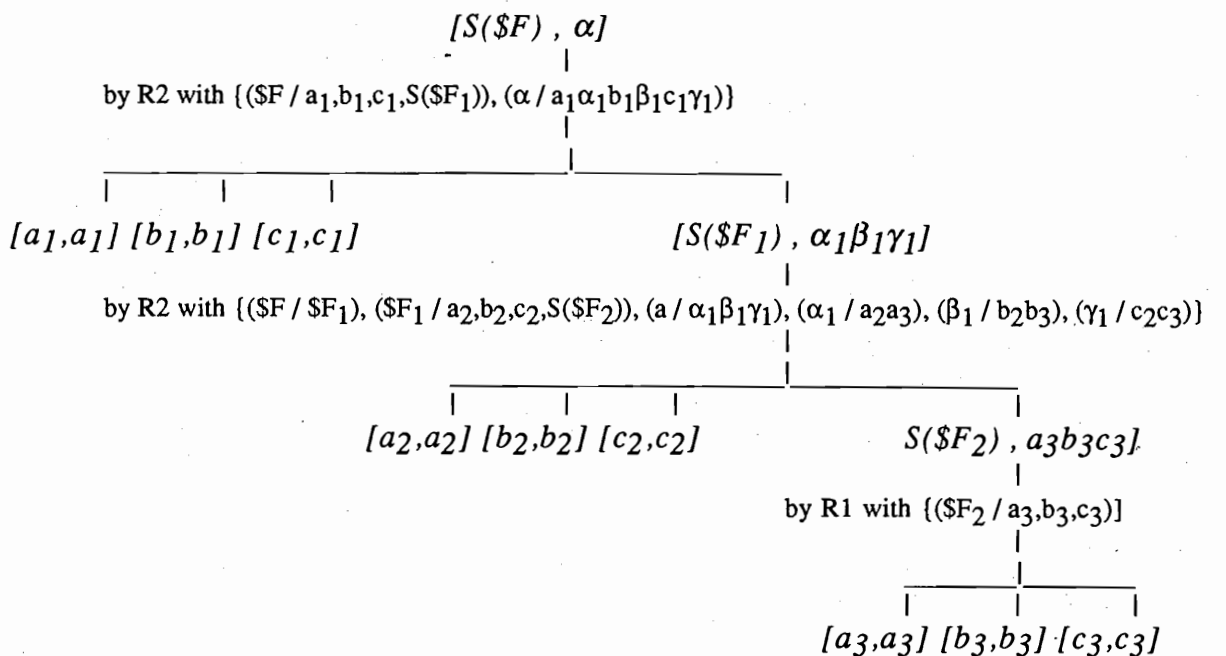 [S($F) , α]
by R2 with {($F / a₁,b₁,c₁,S($F₁)), (α / a₁α₁b₁β₁c₁γ₁)}
[a₁,a₁] [b₁,b₁] [c₁,c₁] [S($F₁) , α₁β₁γ₁]
by R2 with {($F / $F₁), ($F₁ / a₂,b₂,c₂,S($F₂)), (a / α₁β₁γ₁), (α₁ / a₂a₃), (β₁ / b₂b₃), (γ₁ / c₂c₃)}
[a₂,a₂] [b₂,b₂] [c₂,c₂] S($F₂) , a₃b₃c₃]
by R1 with {($F₂ / a₃,b₃,c₃)]
[a₃,a₃] [b₃,b₃] [c₃,c₃]